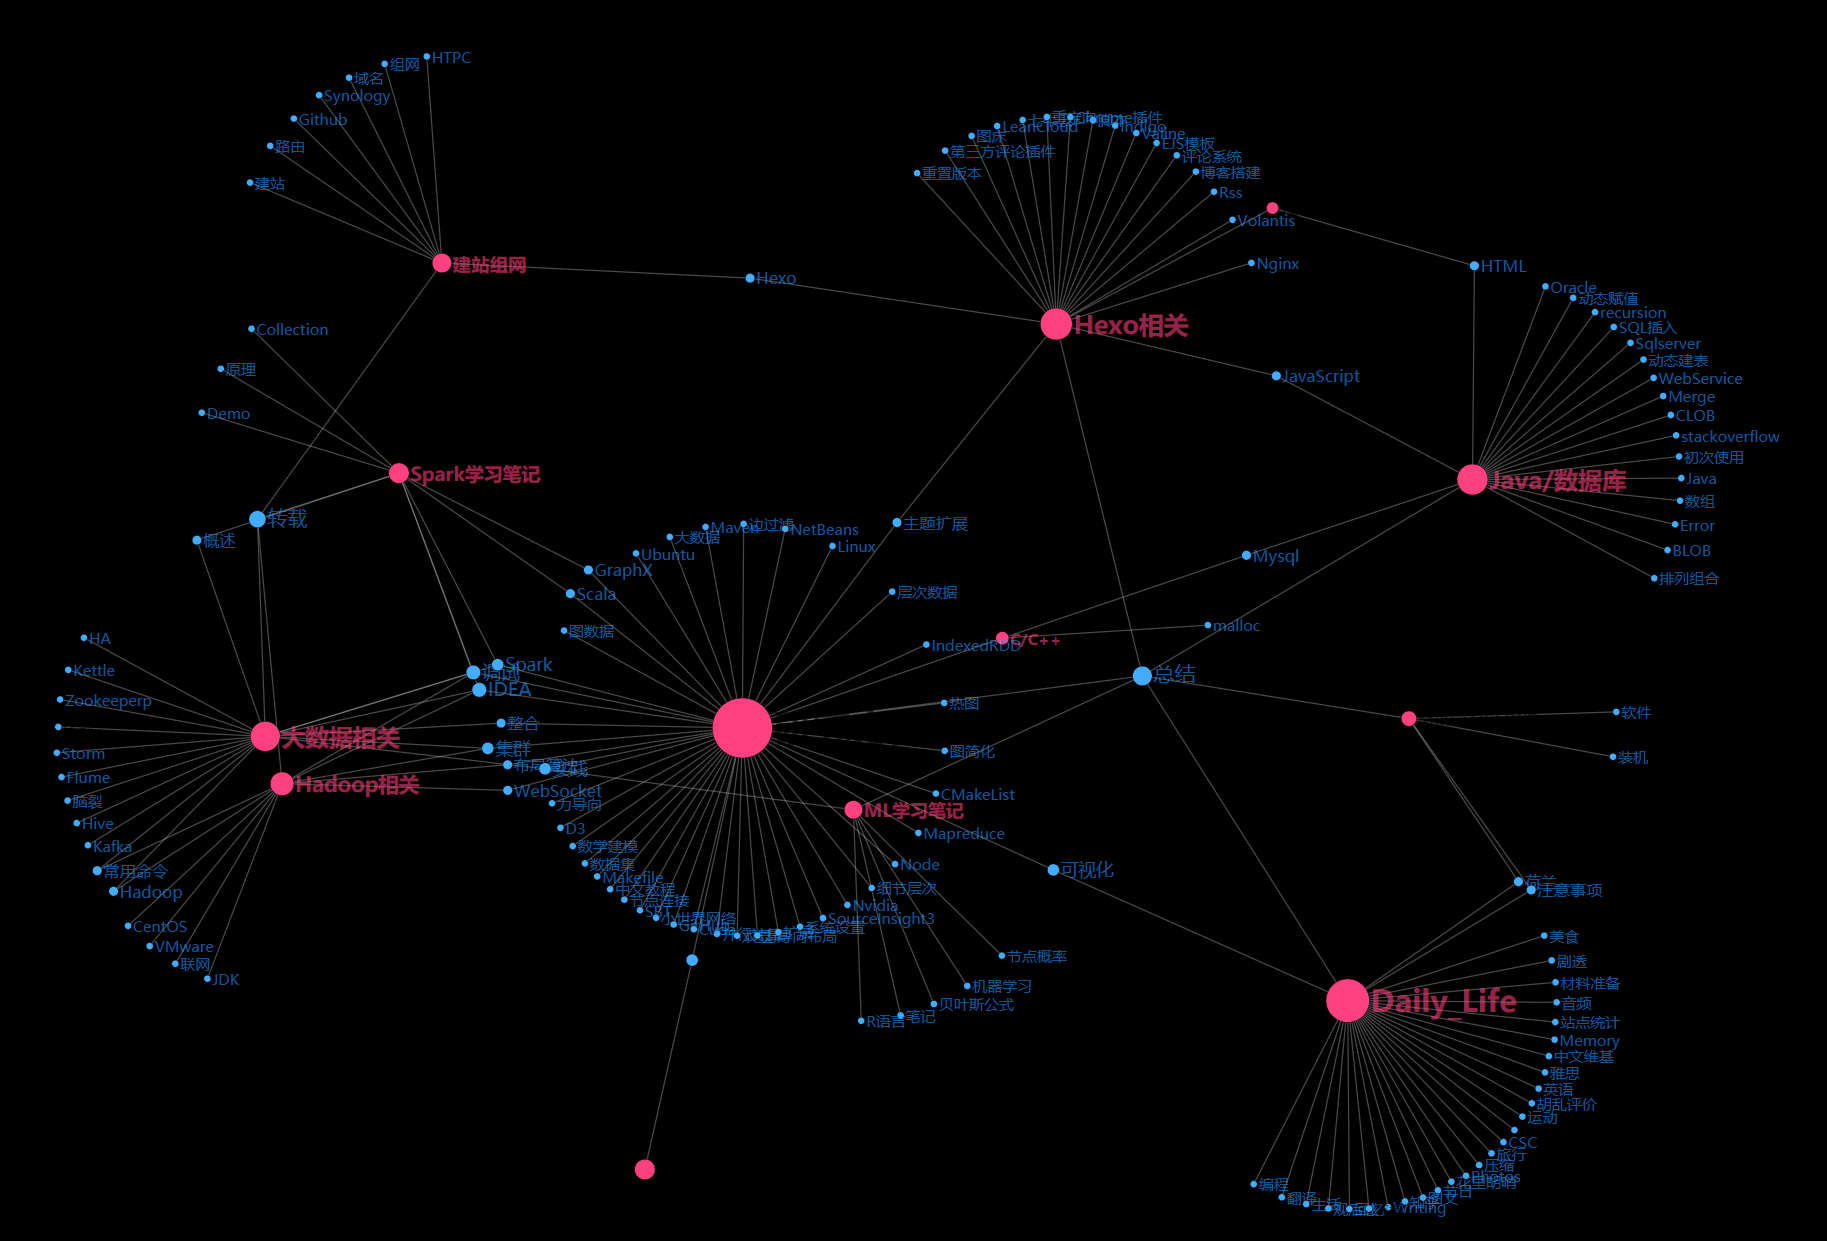 HTPC
组网
域名
Synology
Github
路由
建站
建站组网
Hexo
图床
LeanCloud
第三方评论插件
重置版本
Indigo
Valine
EJS模板
评论系统
博客搭建
Rss
Volantis
Nginx
Hexo相关
HTML
Oracle
动态赋值
recursion
SQL插入
Sqlserver
动态建表
WebService
Merge
CLOB
stackoverflow
初次使用
Java
数组
Error
BLOB
排列组合
Java/数据库
JavaScript
Collection
原理
Demo
Spark学习笔记
转载
概述
GraphX
Scala
图数据
Ubuntu
大数据
Maven
边过滤
NetBeans
Linux
主题扩展
层次数据
IndexedRDD
C/C++
Mysql
malloc
总结
热图
图简化
CMakeList
Mapreduce
Node
细节层次
Nvidia
SourceInsight3
系统设置
HA
Kettle
Zookeeperp
Storm
Flume
脑裂
Hive
Kafka
常用命令
Hadoop
CentOS
VMware
联网
JDK
大数据相关
Hadoop相关
Spark
调试
IDEA
整合
集群
布局算法
实战
WebSocket
力导向
D3
数学建模
数据集
Makefile
中文教程
节点连接
小世界网络
ML学习笔记
节点概率
机器学习
贝叶斯公式
笔记
R语言
可视化
软件
装机
注意事项
Daily_Life
美食
剧透
材料准备
音频
站点统计
Memory
中文维基
雅思
英语
胡乱评价
运动
CSC
旅行
压缩
Photos
节日
图文
Writing
生活
翻译
编程